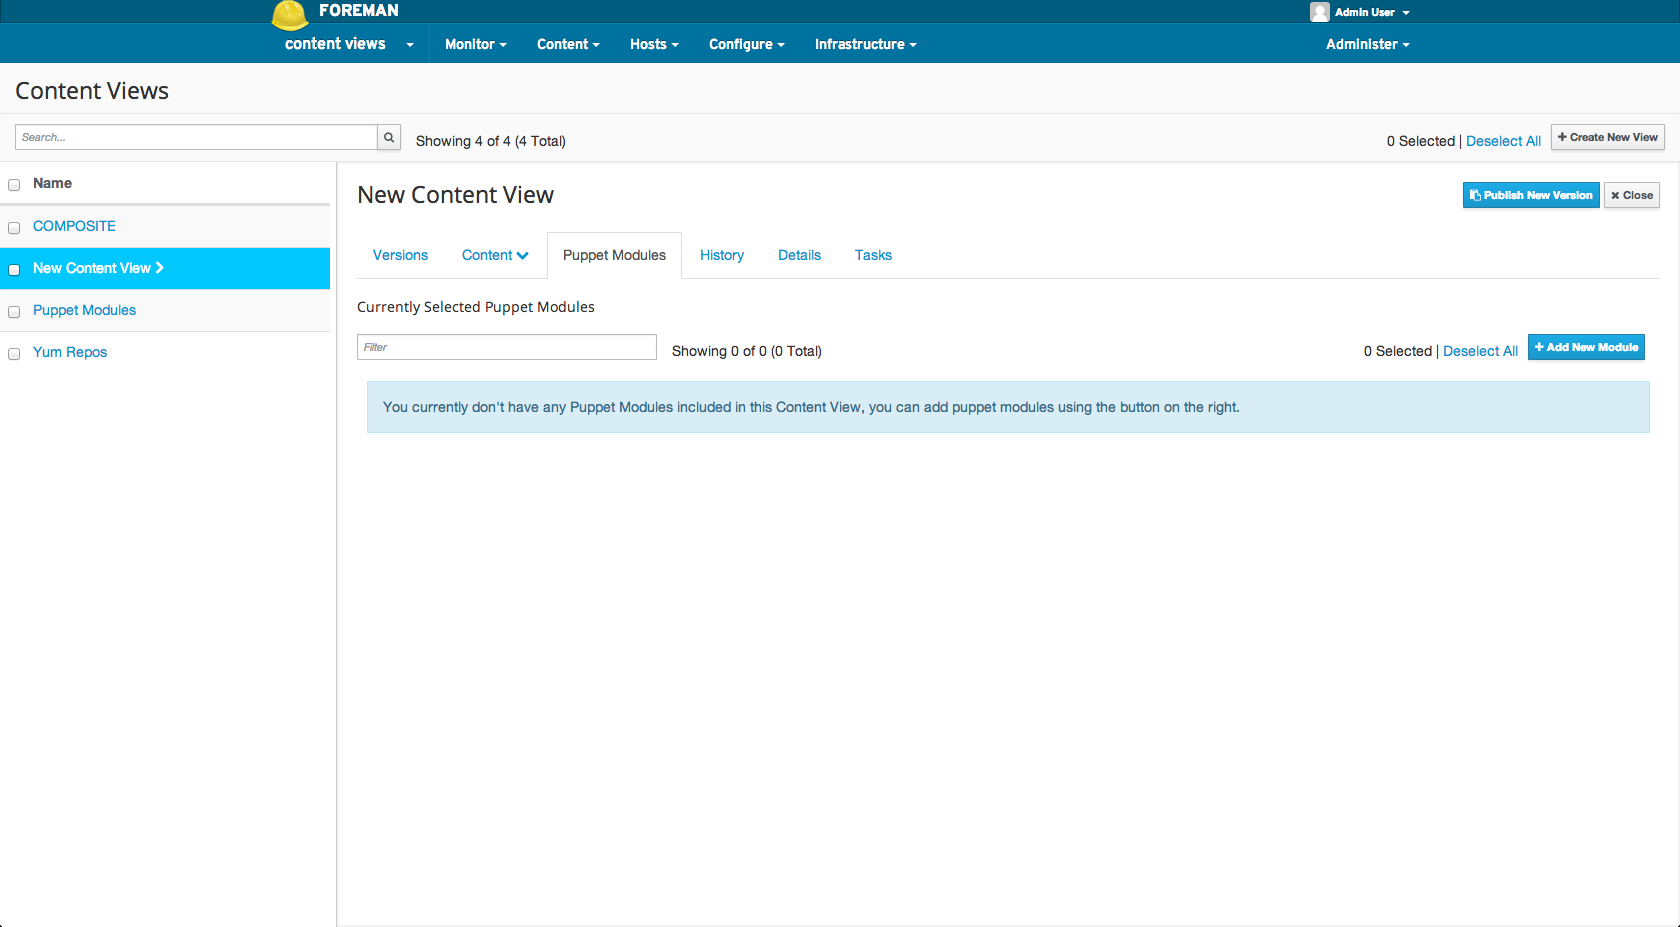 FOREMAN
Admin User
content views
Monitor
Content
Hosts
Configure
Infrastructure
Administer
Content Views
Search...
Showing 4 of 4 (4 Total)
0 Selected | Deselect All
Create New View
Name
COMPOSITE
New Content View
Puppet Modules
Yum Repos
New Content View
Publish New Version
Close
Versions
Content
Puppet Modules
History
Details
Tasks
Currently Selected Puppet Modules
Filter
Showing 0 of 0 (0 Total)
0 Selected | Deselect All
+ Add New Module
You currently don't have any Puppet Modules included in this Content View, you can add puppet modules using the button on the right.